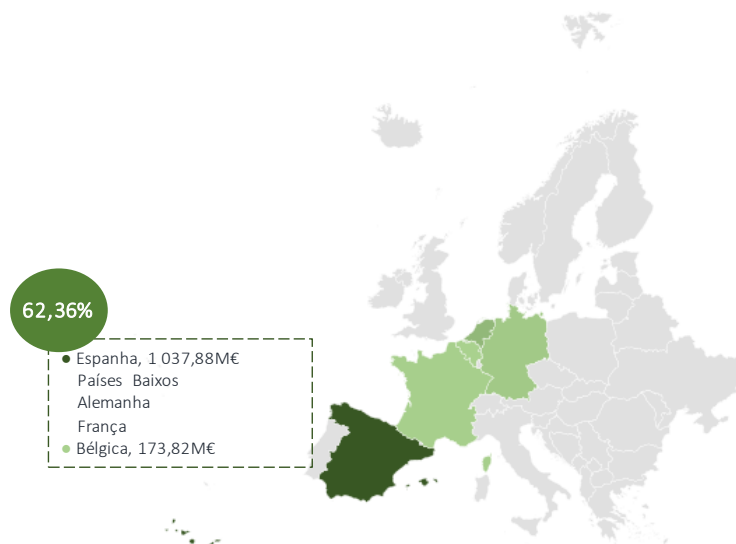 62,36%
Espanha, 1 037,88M€
Países Baixos
Alemanha
França
Bélgica, 173,82M€